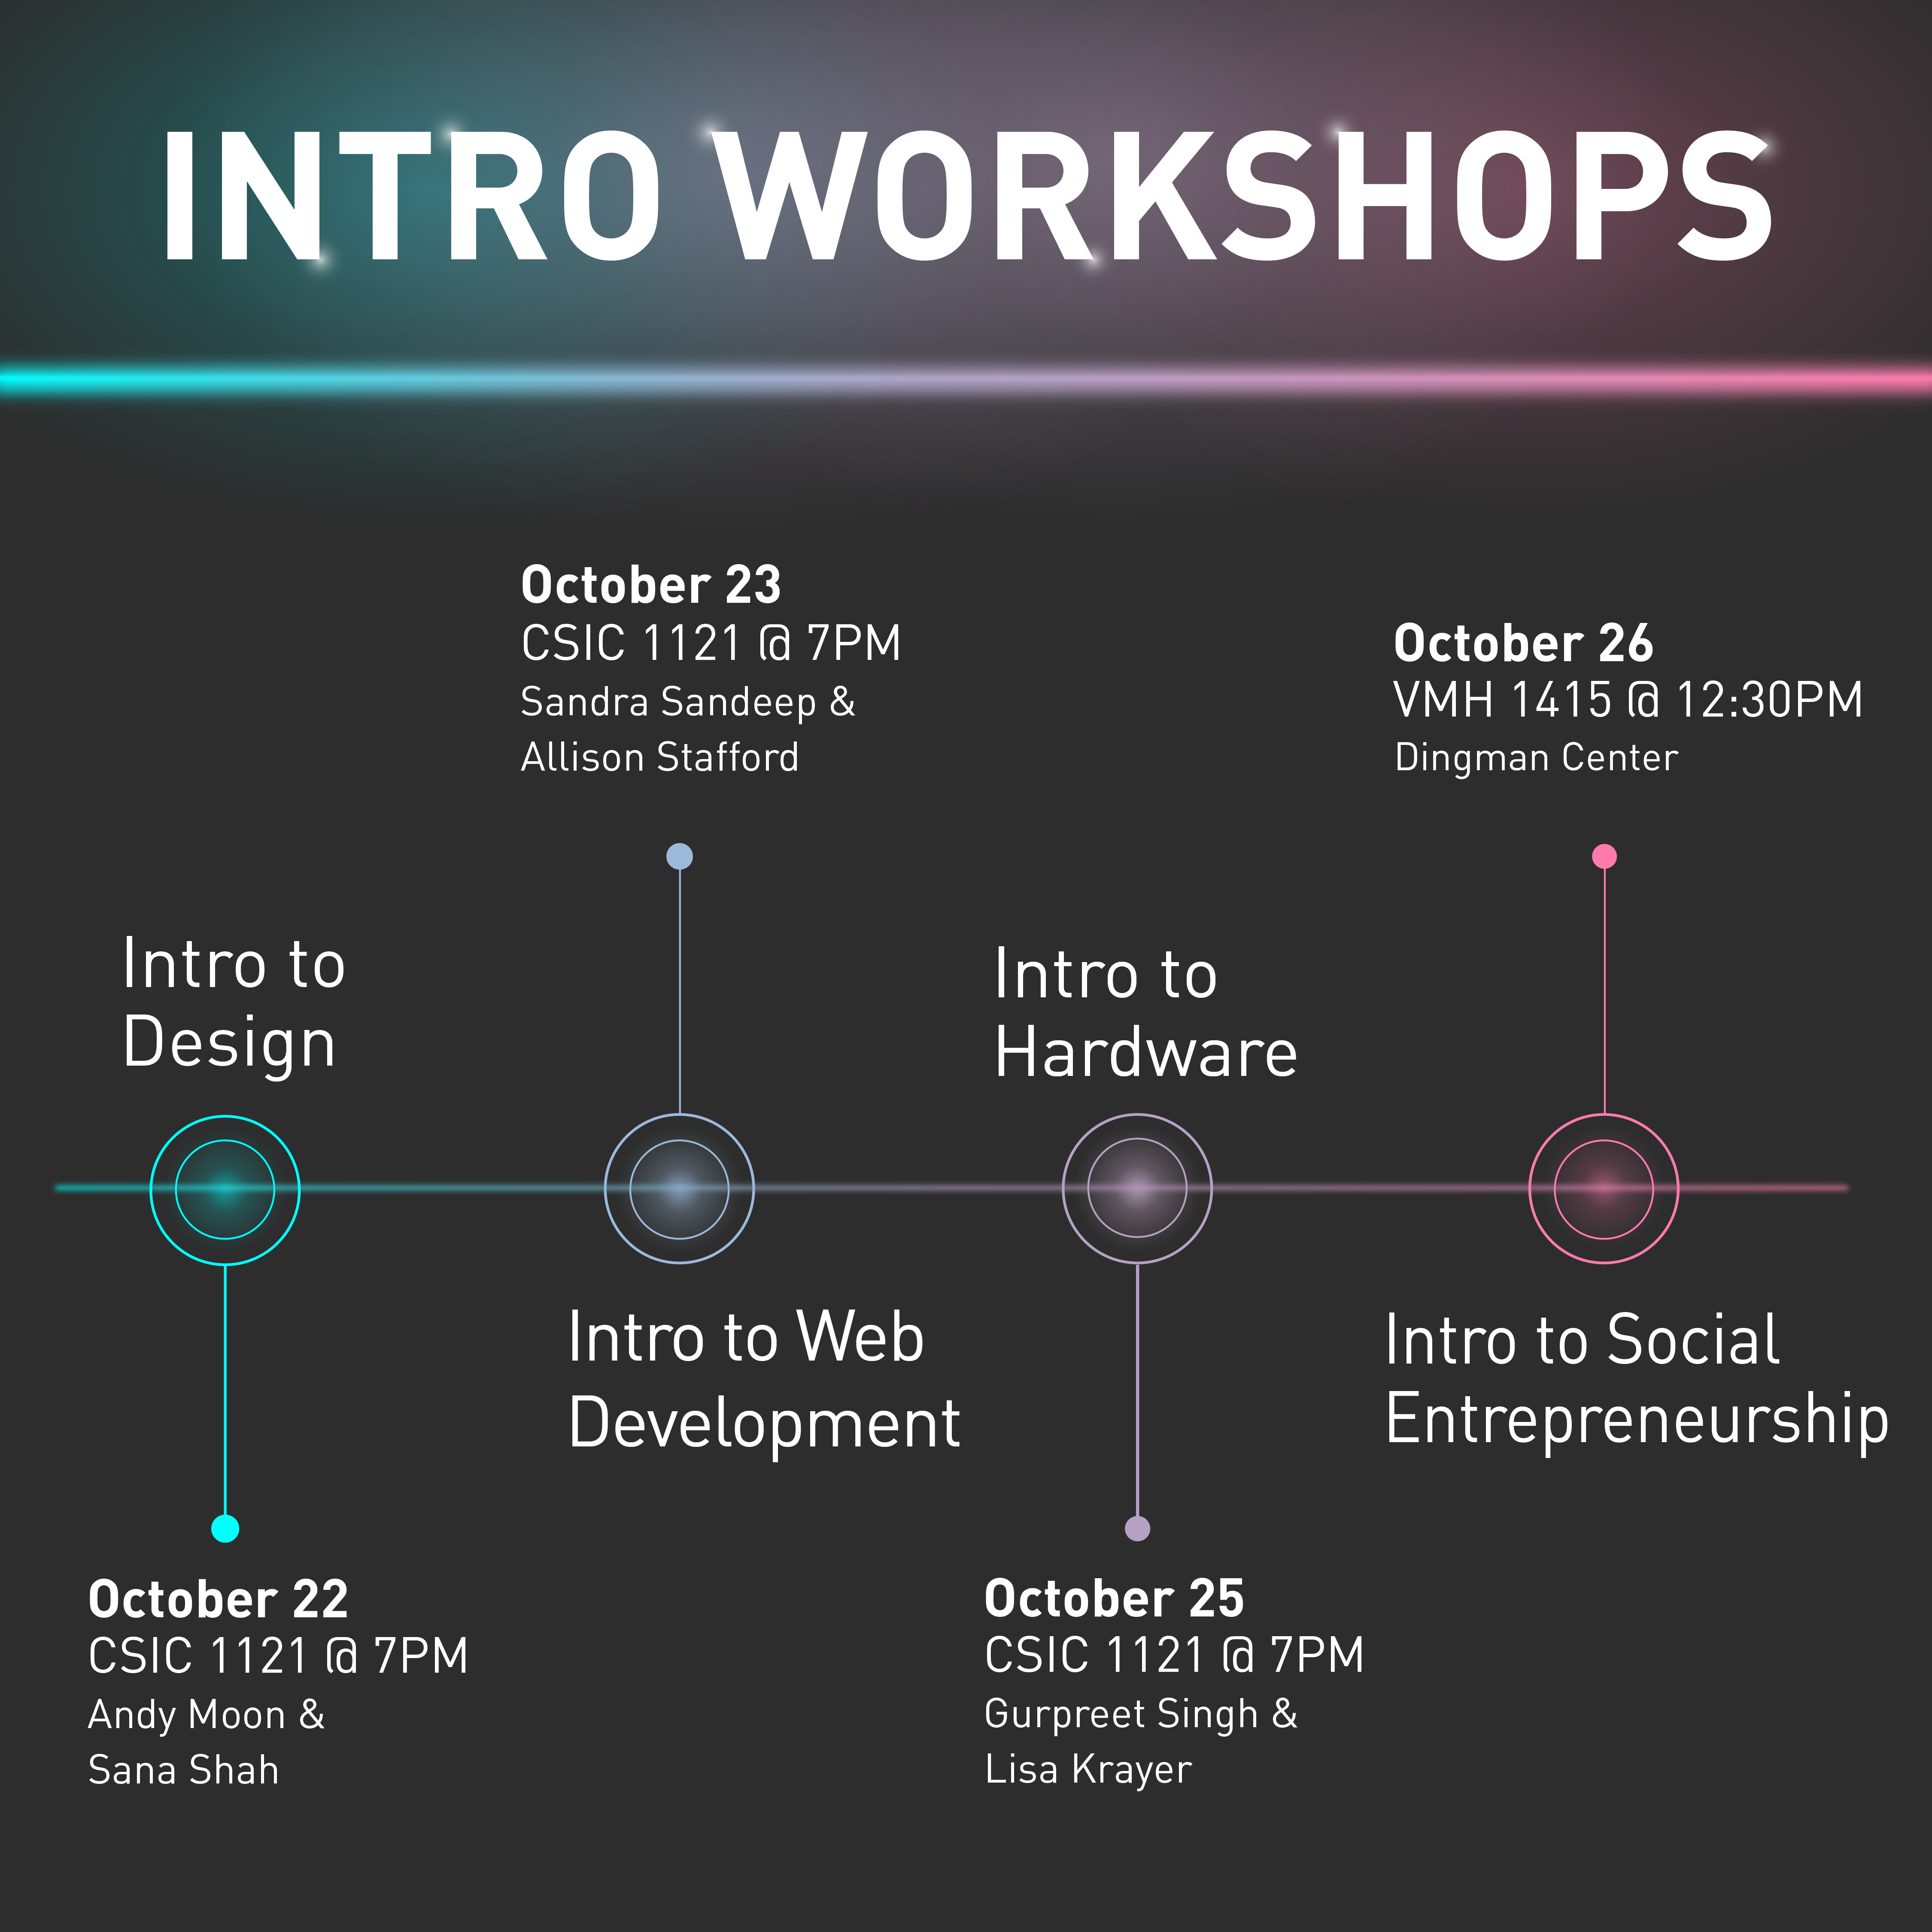 INTRO WORKSHOPS
Intro to
Design
October 22
CSIC 1121 @ 7PM
Andy Moon &
Sana Shah
October 23
CSIC 1121 @ 7PM
Sandra Sandeep &
Allison Stafford
Intro to Web
Development
Intro to
Hardware
October 25
CSIC 1121 @ 7PM
Gurpreet Singh &
Lisa Krayer
October 26
VMH 1415 @ 12:30PM
Dingman Center
Intro to Social
Entrepreneurship